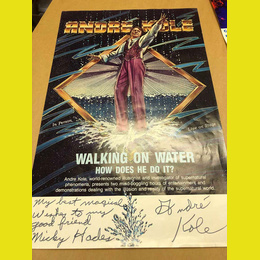 ANDRÉ KOLE
In Person
WALKING ON WATER
HOW DOES HE DO IT?
Andre Kole, world-renowned illusionist and investigator of supernatural
phenomena, presents two mind-boggling hours of entertainment and
demonstrations dealing with the illusion and reality of the supernatural world.
My best magical
Wishes to my
good friend
Micky Hades
Andre
Kole